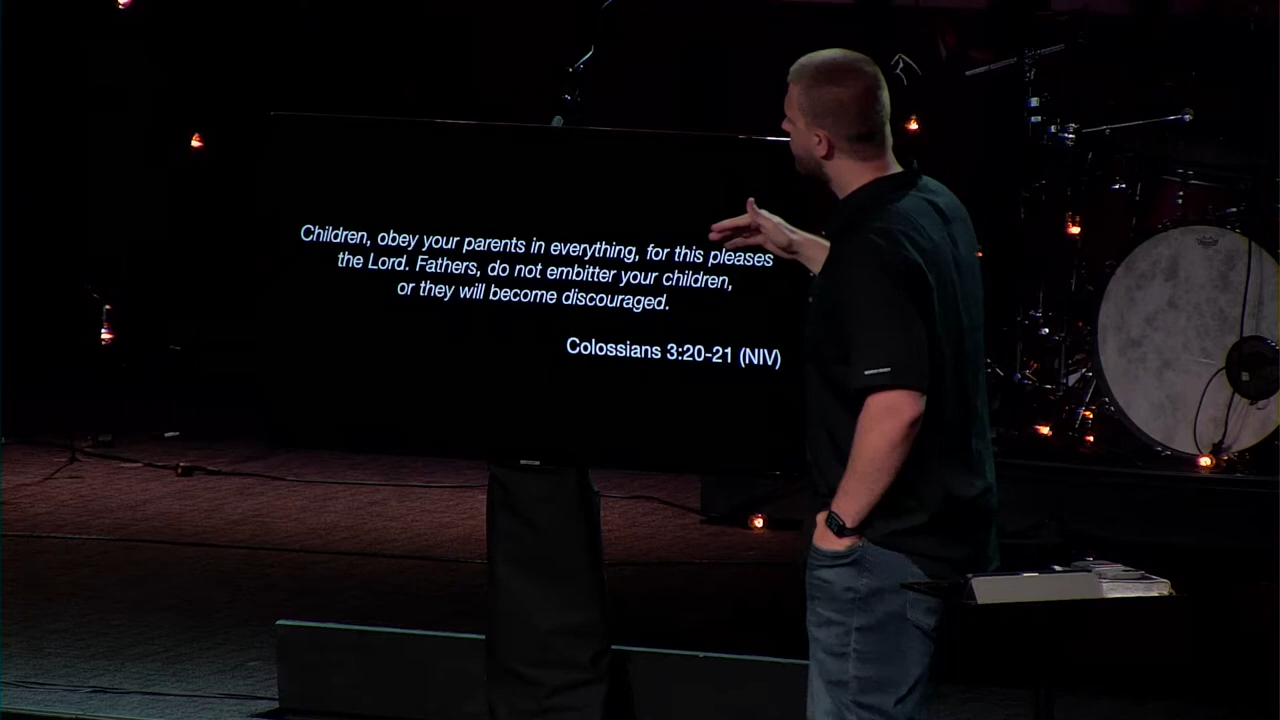 Children, obey your parents in everything, for this pleases
the Lord. Fathers, do not embitter your children,
or they will become discouraged.
Colossians 3:20-21 (NIV)